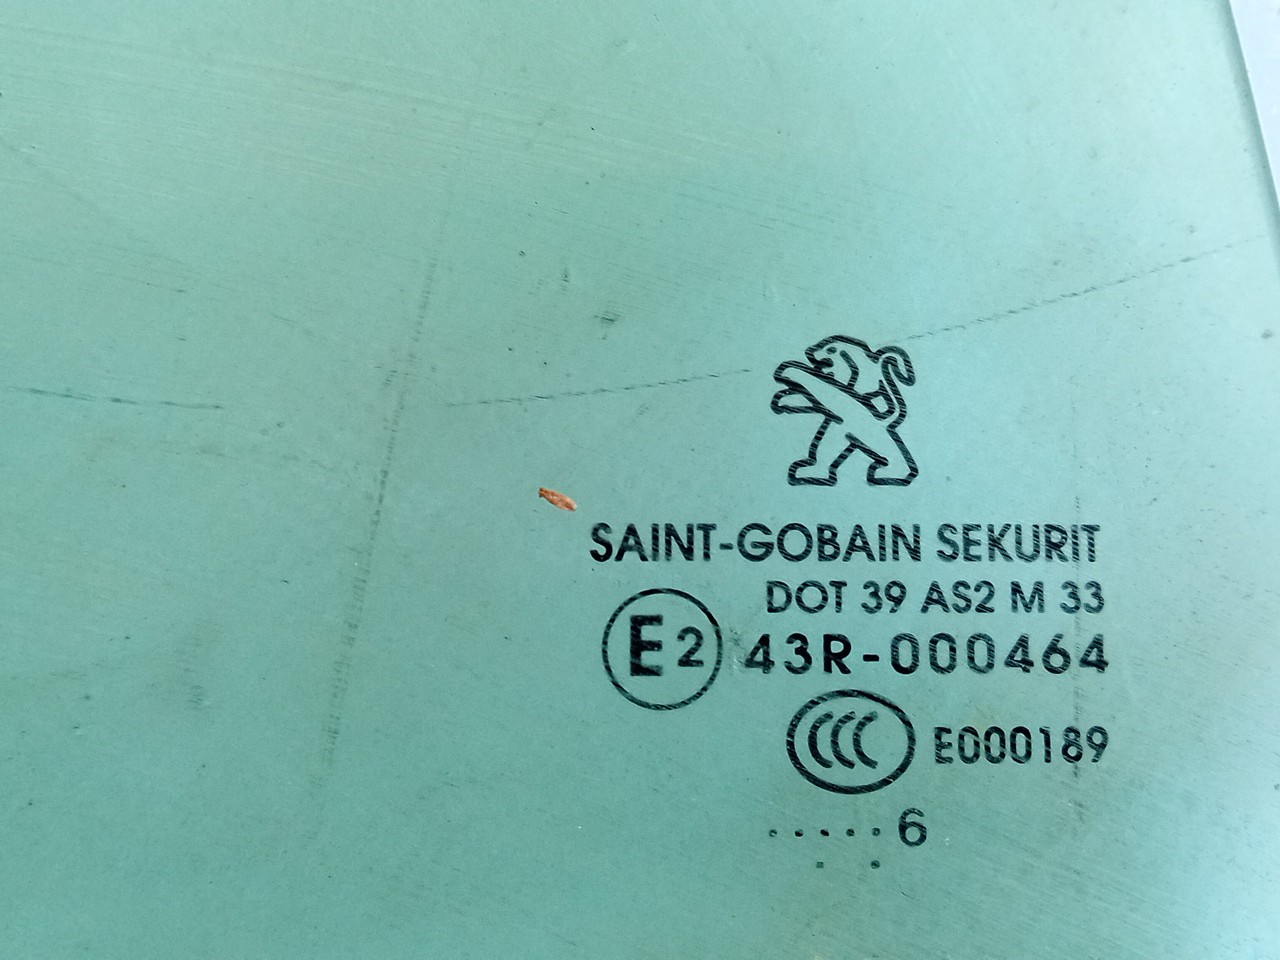 SAINT-GOBAIN SEKURIT
DOT 39 AS2 M 33
E2 43R-000464
CCC E000189
.....6